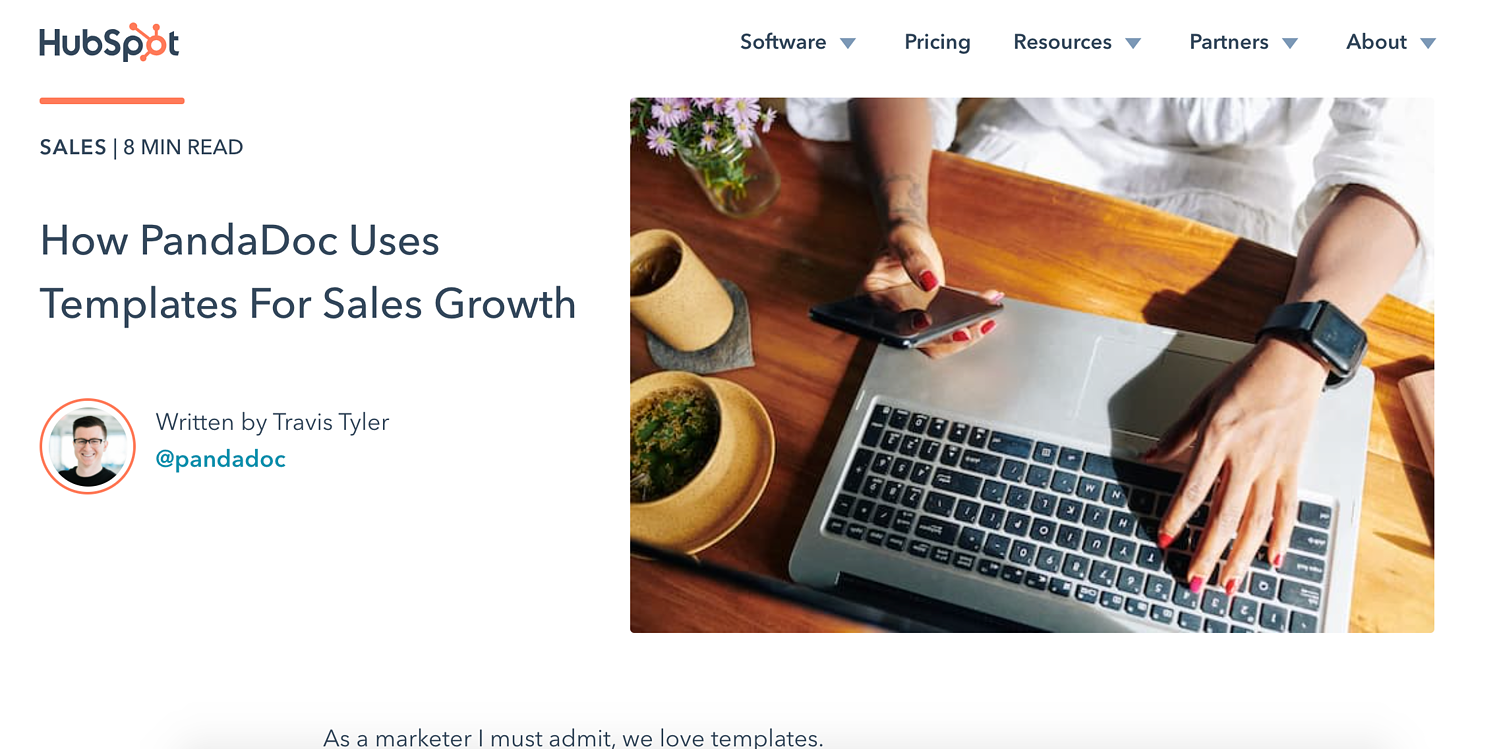 HubSpot
Software Pricing Resources Partners About
SALES | 8 MIN READ
How PandaDoc Uses
Templates For Sales Growth
Written by Travis Tyler
@pandadoc
As a marketer I must admit, we love templates.